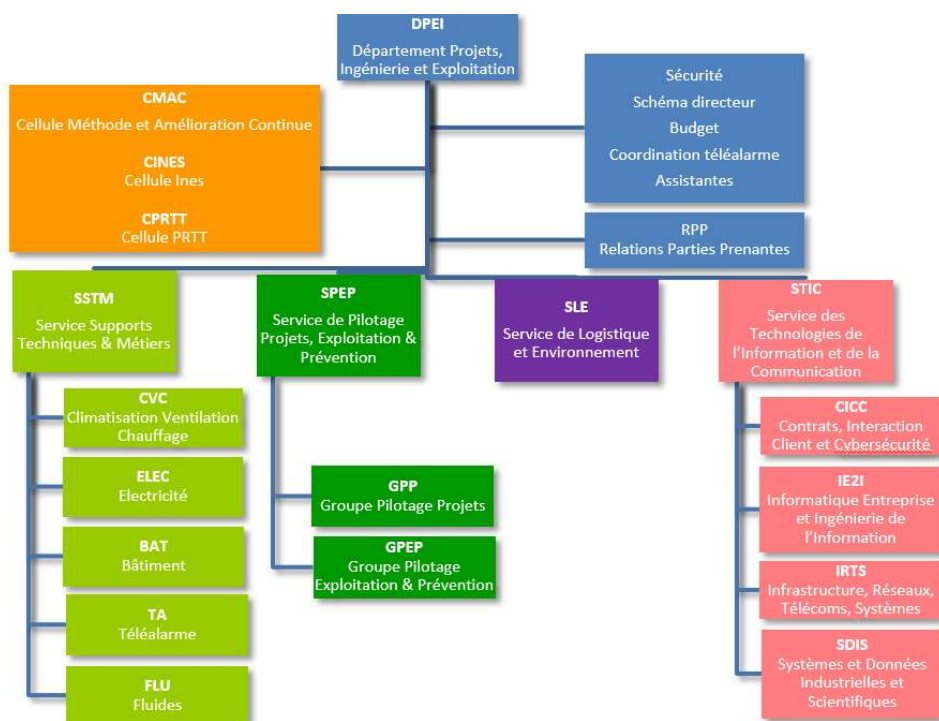 DPEI
Département Projets,
Ingénierie et Exploitation
Sécurité
Schéma directeur
Budget
Coordination téléalarme
Assistantes
CMAC
Cellule Méthode et Amélioration Continue
CINES
Cellule Ines
CPRTT
Cellule PRTT
RPP
Relations Parties Prenantes
SSTM
Service Supports
Techniques & Métiers
SPEP
Service de Pilotage
Projets, Exploitation &
Prévention
SLE
Service de Logistique
et Environnement
STIC
Service des
Technologies de
l'Information et de la
Communication
CVC
Climatisation Ventilation
Chauffage
ELEC
Electricité
BAT
Bâtiment
TA
Téléalarme
FLU
Fluides
GPP
Groupe Pilotage Projets
GPEP
Groupe Pilotage
Exploitation & Prévention
CICC
Contrats, Interaction
Client et Cybersécurité
IE2I
Informatique Entreprise
et Ingénierie de
l'Information
IRTS
Infrastructure, Réseaux,
Télécoms, Systèmes
SDIS
Systèmes et Données
Industrielles et
Scientifiques